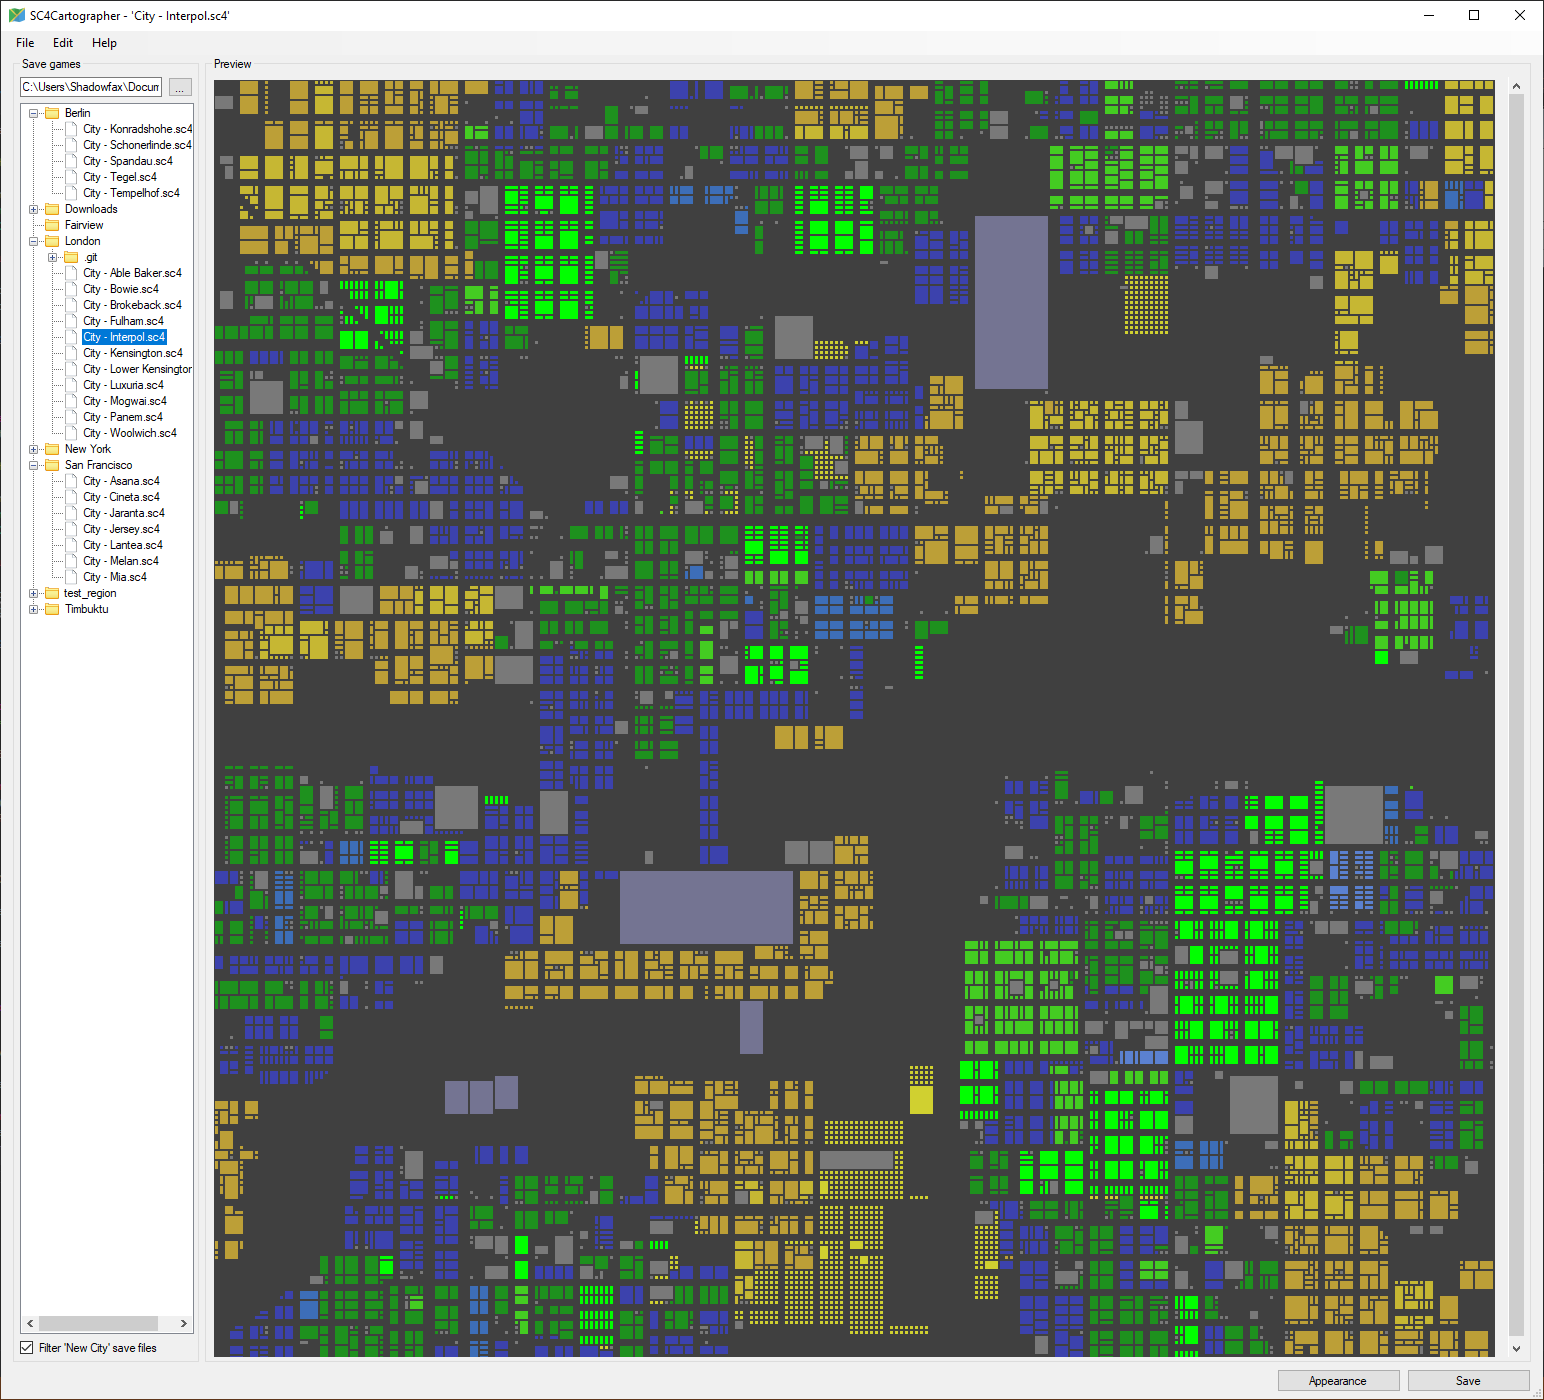 SC4Cartographer - 'City - Interpol.sc4'
File Edit Help
Save games
Preview
C:\Users\Shadowfax\Docum
...
Berlin
City - Konradshohe.sc4
City - Schonerlinde.sc4
City - Spandau.sc4
City - Tegel.sc4
City - Tempelhof.sc4
Downloads
Fairview
London
.git
City - Able Baker.sc4
City - Bowie.sc4
City - Brokeback.sc4
City - Fulham.sc4
City - Interpol.sc4
City - Kensington.sc4
City - Lower Kensington
City - Luxuria.sc4
City - Mogwai.sc4
City - Panem.sc4
City - Woolwich.sc4
New York
San Francisco
City - Asana.sc4
City - Cineta.sc4
City - Jaranta.sc4
City - Jersey.sc4
City - Lantea.sc4
City - Melan.sc4
City - Mia.sc4
test_region
Timbuktu
Filter 'New City' save files
Appearance
Save